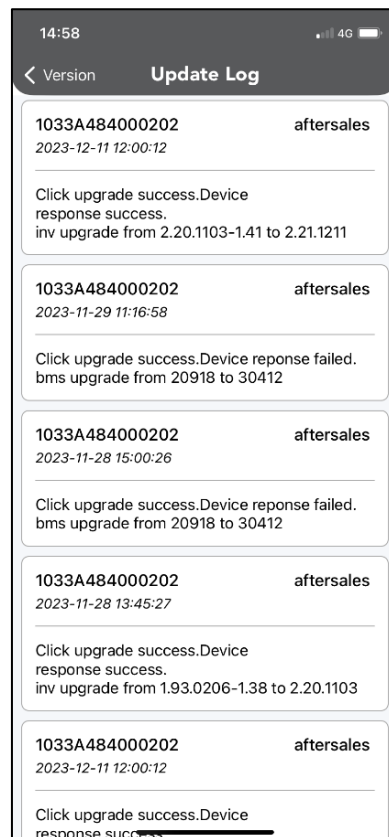 14:58
4G
Version
Update Log
1033A484000202 aftersales
2023-12-11 12:00:12
Click upgrade success.Device
response success.
inv upgrade from 2.20.1103-1.41 to 2.21.1211
1033A484000202 aftersales
2023-11-29 11:16:58
Click upgrade success.Device reponse failed.
bms upgrade from 20918 to 30412
1033A484000202 aftersales
2023-11-28 15:00:26
Click upgrade success.Device reponse failed.
bms upgrade from 20918 to 30412
1033A484000202 aftersales
2023-11-28 13:45:27
Click upgrade success.Device
response success.
inv upgrade from 1.93.0206-1.38 to 2.20.1103
1033A484000202 aftersales
2023-12-11 12:00:12
Click upgrade success.Device
response